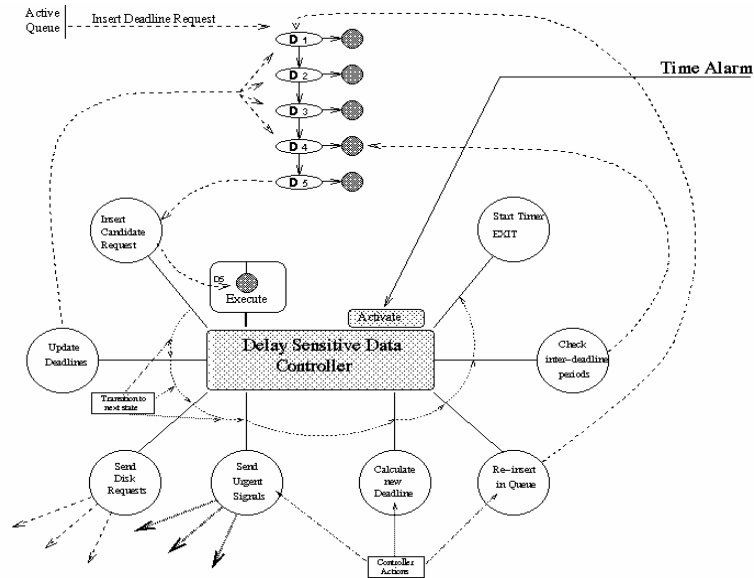 Active
Queue
Insert Deadline Request
D 1
D 2
D 3
D 4
D 5
Time Alarm
Insert
Candidate
Request
Start Timer
EXIT
D5
Execute
Activate
Delay Sensitive Data
Controller
Update
Deadlines
Check
inter-deadline
periods
Transition to
next state
Send
Disk
Requests
Send
Urgent
Signals
Calculate
new
Deadline
Re-insert
in Queue
Controller
Actions